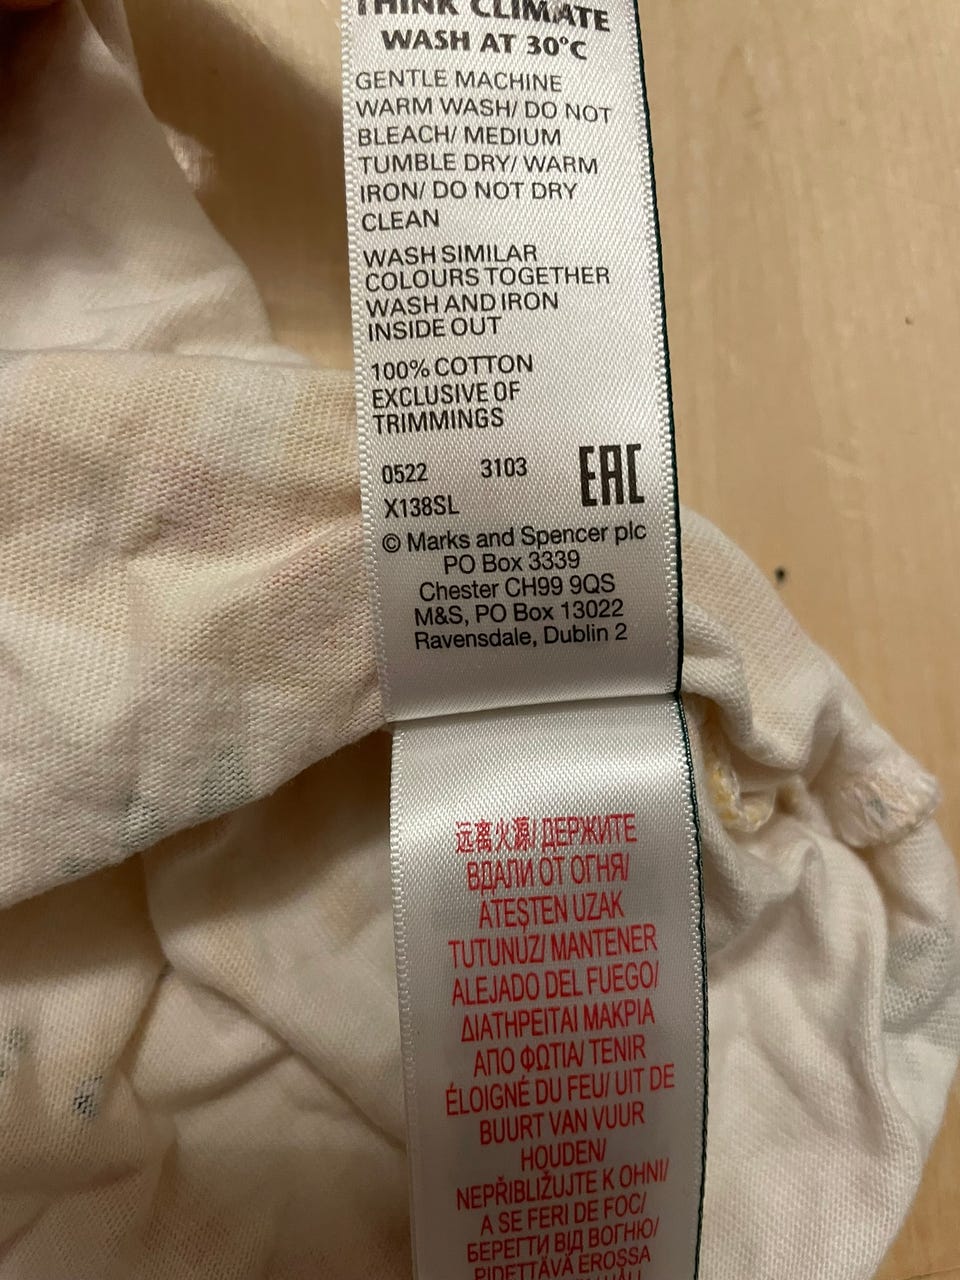 THINK CLIMATE
WASH AT 30°C
GENTLE MACHINE
WARM WASH/ DO NOT
BLEACH/ MEDIUM
TUMBLE DRY/ WARM
IRON/ DO NOT DRY
CLEAN
WASH SIMILAR
COLOURS TOGETHER
WASH AND IRON
INSIDE OUT
100% COTTON
EXCLUSIVE OF
TRIMMINGS
0522 3103 EAC
X138SL
© Marks and Spencer plc
PO Box 3339
Chester CH99 9QS
M&S, PO Box 13022
Ravensdale, Dublin 2
远离火源/ ДЕРЖИТЕ
ВДАЛИ ОТ ОГНЯ/
ATEŞTEN UZAK
TUTUNUZ/ MANTENER
ALEJADO DEL FUEGO/
ΔΙΑΤΗΡΕΙΤΑΙ ΜΑΚΡΙΑ
ΑΠΟ ΦΩΤΙΑ/ TENIR
ÉLOIGNÉ DU FEU/ UIT DE
BUURT VAN VUUR
HOUDEN/
NEPŘIBLIŽUJTE K OHNI/
A SE FERI DE FOC/
БЕРЕГТИ ВІД ВОГНЮ/
PIDETTÄVÄ EROSSA